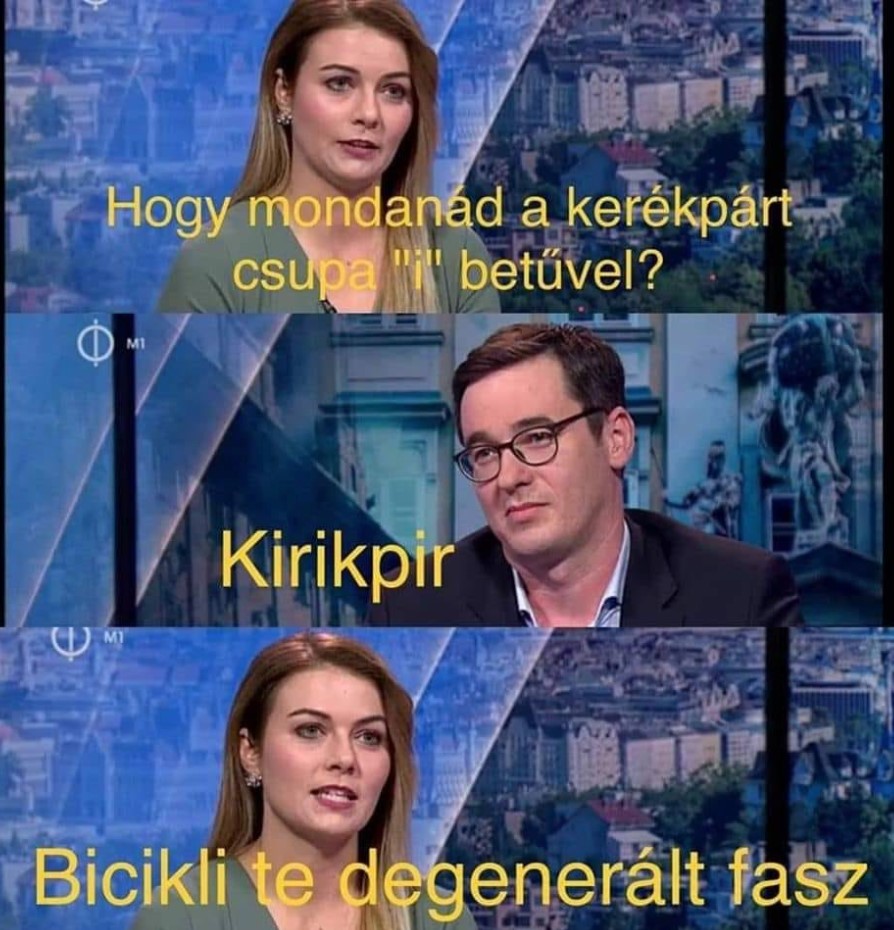 Hogy mondanád a kerékpárt
csupa "i" betűvel?
M1
Kirikpir
M1
Bicikli te degenerált fasz